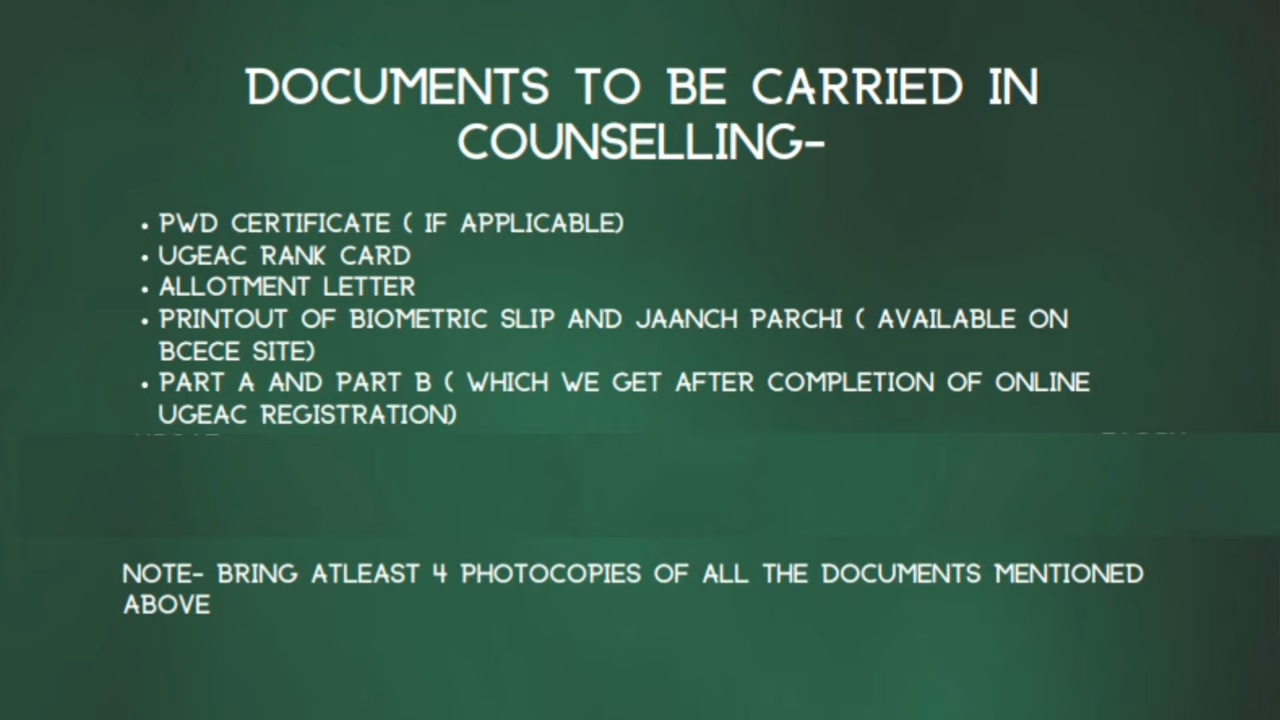 DOCUMENTS TO BE CARRIED IN
COUNSELLING-
• PWD CERTIFICATE ( IF APPLICABLE)
• UGEAC RANK CARD
• ALLOTMENT LETTER
• PRINTOUT OF BIOMETRIC SLIP AND JAANCH PARCHI ( AVAILABLE ON
BCECE SITE)
• PART A AND PART B ( WHICH WE GET AFTER COMPLETION OF ONLINE
UGEAC REGISTRATION)
NOTE- BRING ATLEAST 4 PHOTOCOPIES OF ALL THE DOCUMENTS MENTIONED
ABOVE